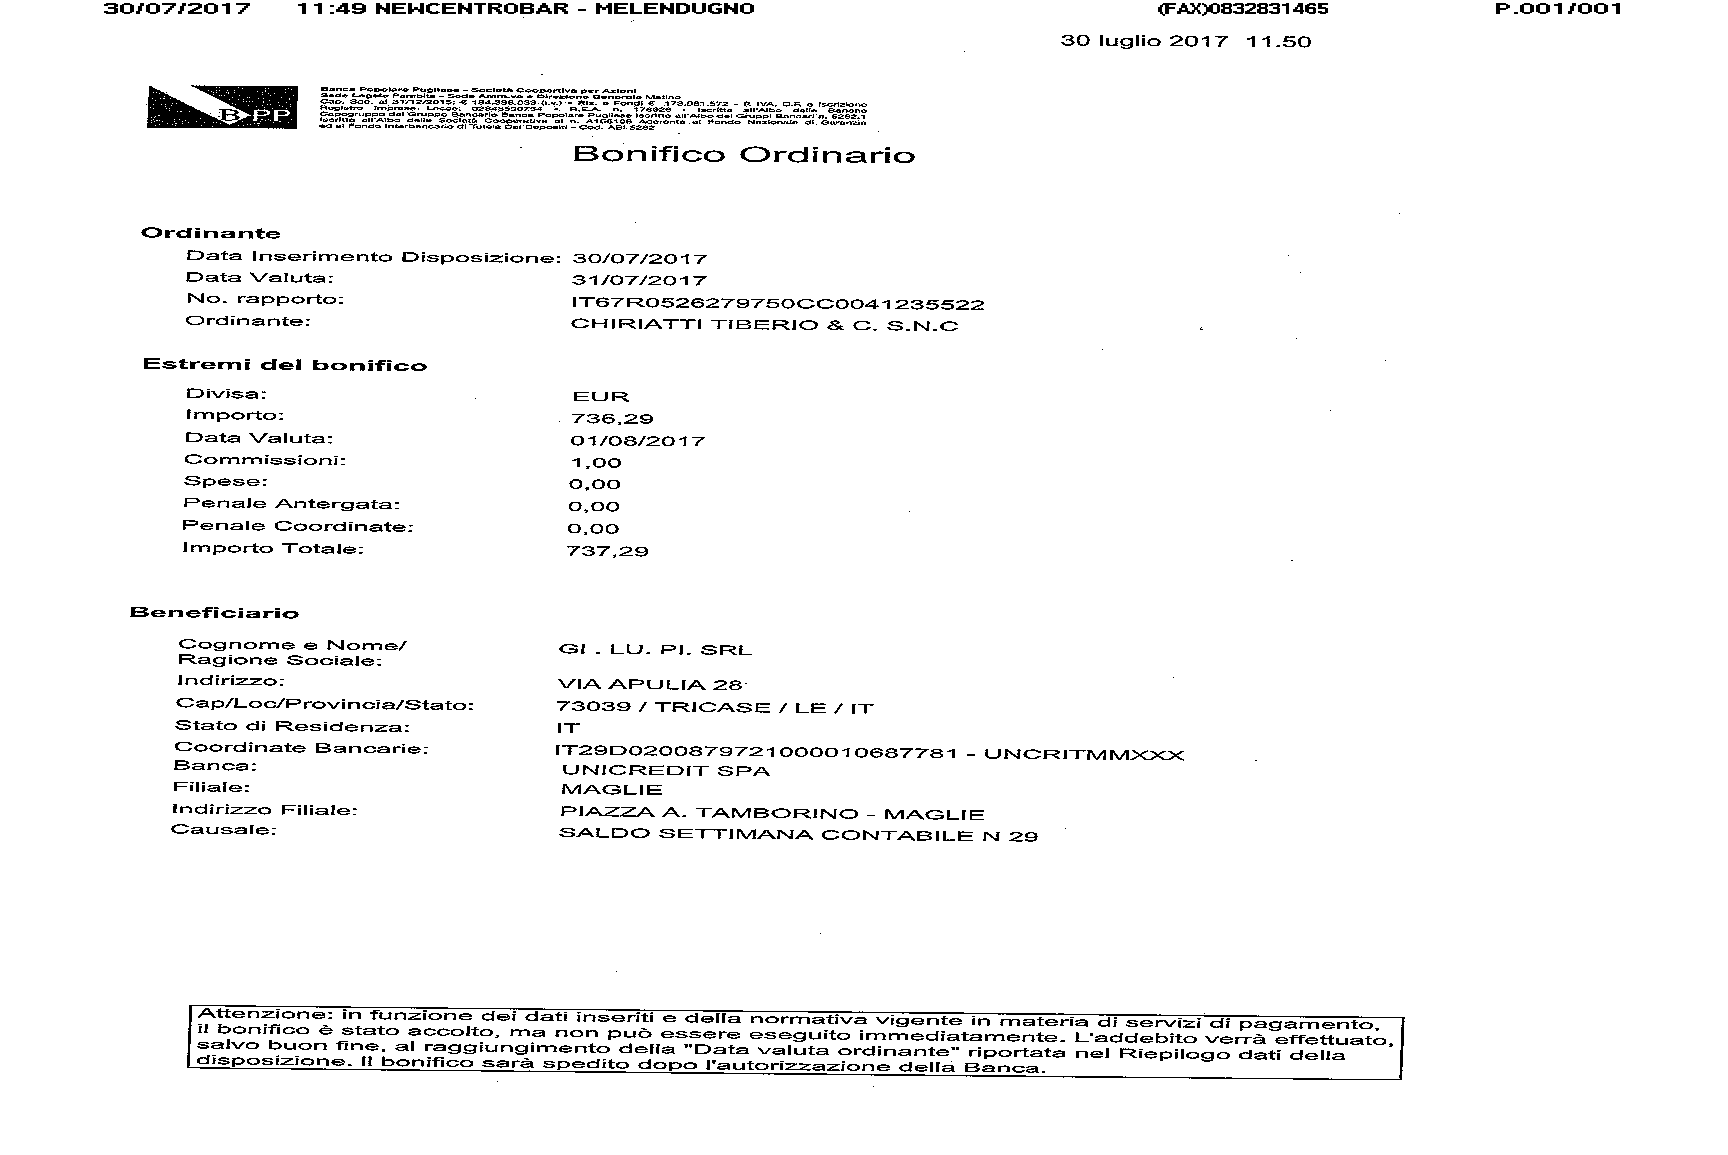 30/07/2017 11:49 NEWCENTROBAR - MELENDUGNO (FAX)0832831465 P.001/001
30 luglio 2017 11.50
BPP
Banca Popolare Pugliese - Società Cooperativa per Azioni
Sede Legale Parabita - Sede Amm.va e Direzione Generale Matino
Cap. Soc. al 31/12/2015: € (i.v.) - Ris. e Fondi € 173.081.572 - P. IVA, C.F. e Iscrizione
Registro Imprese Lecce: - R.E.A. n. 176926 - Iscritta all'Albo delle Banche
Capogruppo del Gruppo Bancario Banca Popolare Pugliese iscritto all'Albo dei Gruppi Bancari n. 5262.1
Iscritta all'Albo delle Società Cooperative al n. A166106 Aderente al Fondo Nazionale di Garanzia
ed al Fondo Interbancario di Tutela Dei Depositi - Cod. ABI 5262
Bonifico Ordinario
Ordinante
Data Inserimento Disposizione: 30/07/2017
Data Valuta: 31/07/2017
No. rapporto: IT67R0526279750CC0041235522
Ordinante: CHIRIATTI TIBERIO & C. S.N.C
Estremi del bonifico
Divisa: EUR
Importo: 736,29
Data Valuta: 01/08/2017
Commissioni: 1,00
Spese: 0,00
Penale Antergata: 0,00
Penale Coordinate: 0,00
Importo Totale: 737,29
Beneficiario
Cognome e Nome/
Ragione Sociale: GI . LU. PI. SRL
Indirizzo: VIA APULIA 28
Cap/Loc/Provincia/Stato: 73039 / TRICASE / LE / IT
Stato di Residenza: IT
Coordinate Bancarie: IT29D0200879721000010687781 - UNCRITMMXXX
Banca: UNICREDIT SPA
Filiale: MAGLIE
Indirizzo Filiale: PIAZZA A. TAMBORINO - MAGLIE
Causale: SALDO SETTIMANA CONTABILE N 29
Attenzione: in funzione dei dati inseriti e della normativa vigente in materia di servizi di pagamento,
il bonifico è stato accolto, ma non può essere eseguito immediatamente. L'addebito verrà effettuato,
salvo buon fine, al raggiungimento della "Data valuta ordinante" riportata nel Riepilogo dati della
disposizione. Il bonifico sarà spedito dopo l'autorizzazione della Banca.